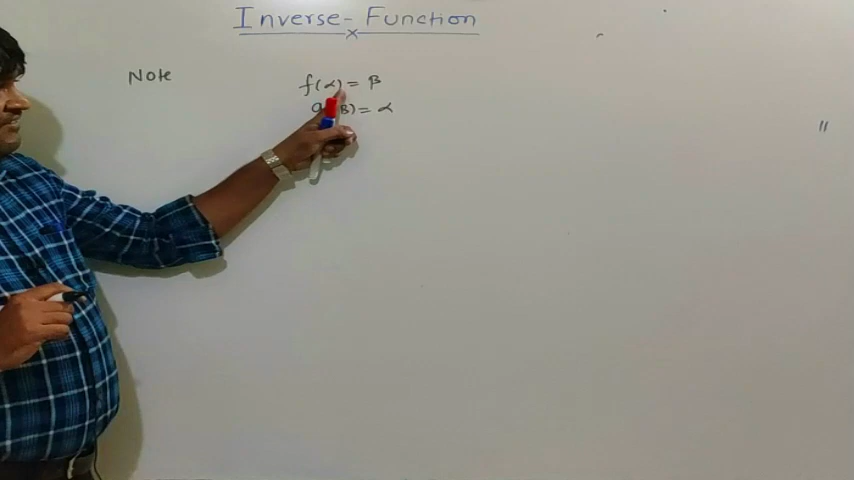 Inverse-Function
Note
f(α) = β
g(β) = α